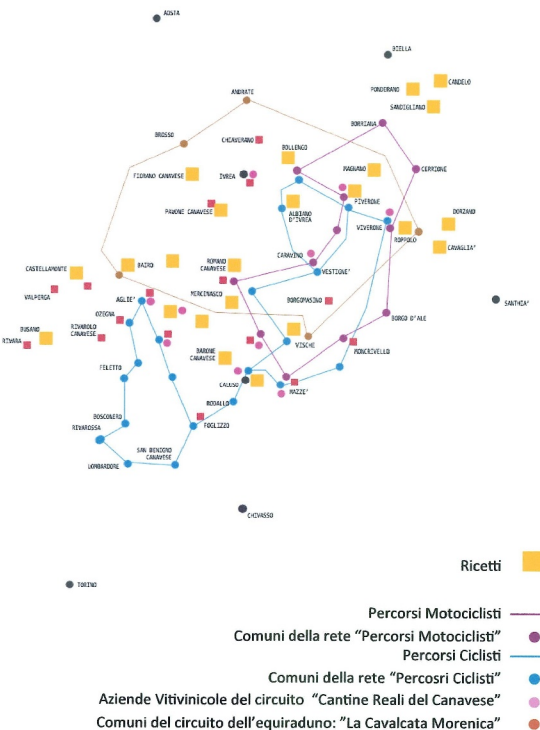 AOSTA
BIELLA
CANDELO
PONDERANO
SANDIGLIANO
ANDRATE
BORRIANA
BROSSO
CHIAVERANO
BOLLENGO
MAGNANO
CERRIONE
FIORANO CANAVESE
IVREA
PIVERONE
PAVONE CANAVESE
ALBIANO
D'IVREA
DORZANO
VIVERONE
ROPPOLO
CAVAGLIA'
CARAVINO
VESTIGNE'
CASTELLAMONTE
BAIRO
ROMANO
CANAVESE
VALPERGA
AGLIE'
MERCENASCO
BORGOMASINO
SANTHIA'
OZEGNA
BORGO D'ALE
BUSANO
RIVAROLO
CANAVESE
RIVARA
VISCHE
MONCRIVELLO
BARONE
CANAVESE
FELETTO
CALUSO
MAZZE'
RODALLO
BOSCONERO
FOGLIZZO
RIVAROSSA
SAN BENIGNO
CANAVESE
LOMBARDORE
CHIVASSO
TORINO
Ricetti
Percorsi Motociclisti
Comuni della rete "Percorsi Motociclisti"
Percorsi Ciclisti
Comuni della rete "Percosri Ciclisti"
Aziende Vitivinicole del circuito "Cantine Reali del Canavese"
Comuni del circuito dell'equiraduno: "La Cavalcata Morenica"